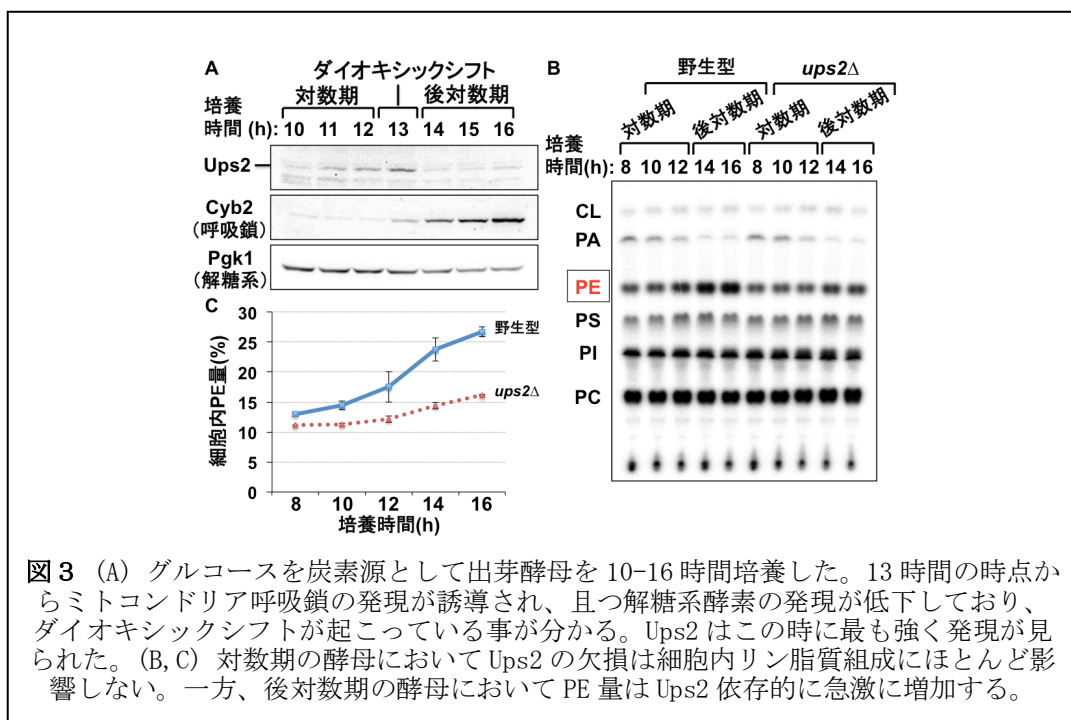 A
ダイオキシックシフト
対数期
後対数期
培養
時間 (h):
10 11 12 13 14 15 16
Ups2
Cyb2
(呼吸鎖)
Pgk1
(解糖系)
B
野生型
ups2Δ
対数期
後対数期
対数期
後対数期
培養
時間(h):
8 10 12 14 16 8 10 12 14 16
CL
PA
PE
PS
PI
PC
C
細胞内PE量(%)
30
25
20
15
10
5
0
野生型
ups2Δ
8 10 12 14 16
培養時間(h)
図3 (A) グルコースを炭素源として出芽酵母を 10-16 時間培養した。13 時間の時点か
らミトコンドリア呼吸鎖の発現が誘導され、且つ解糖系酵素の発現が低下しており、
ダイオキシックシフトが起こっている事が分かる。Ups2 はこの時に最も強く発現が見
られた。(B,C) 対数期の酵母において Ups2 の欠損は細胞内リン脂質組成にほとんど影
響しない。一方、後対数期の酵母において PE 量は Ups2 依存的に急激に増加する。